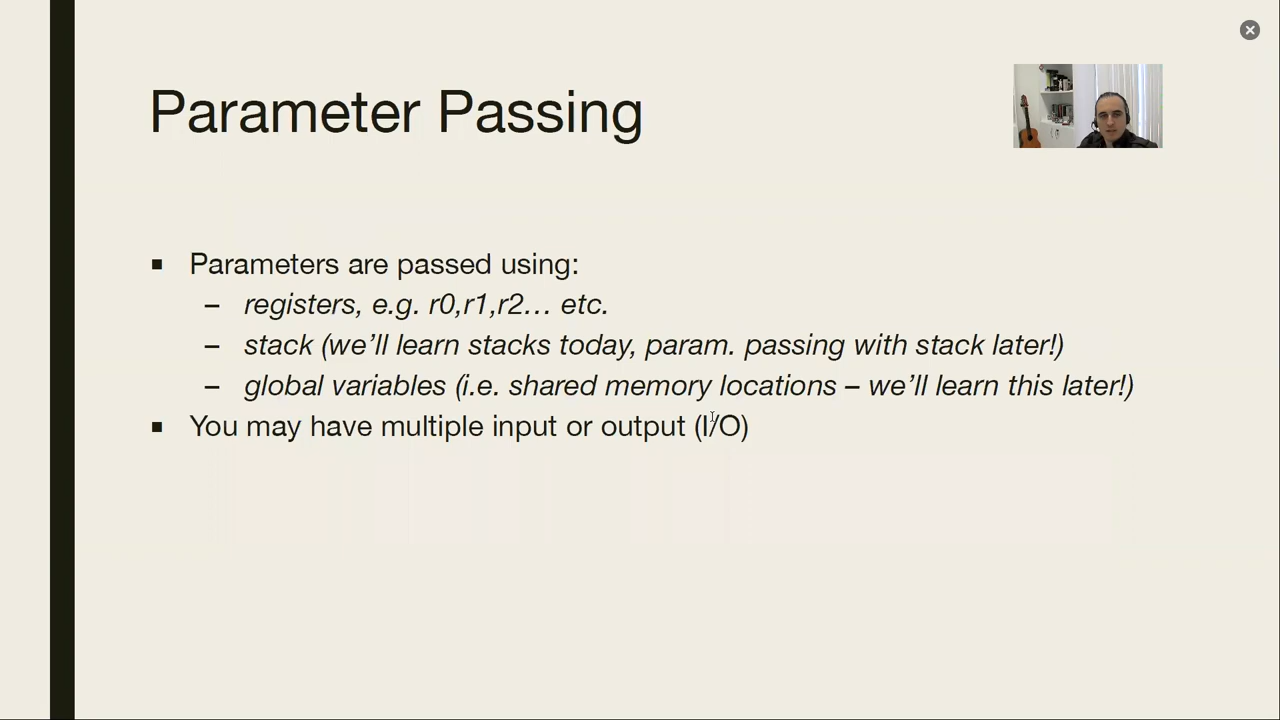 Parameter Passing
▪ Parameters are passed using:
– registers, e.g. r0,r1,r2… etc.
– stack (we’ll learn stacks today, param. passing with stack later!)
– global variables (i.e. shared memory locations – we’ll learn this later!)
▪ You may have multiple input or output (I/O)